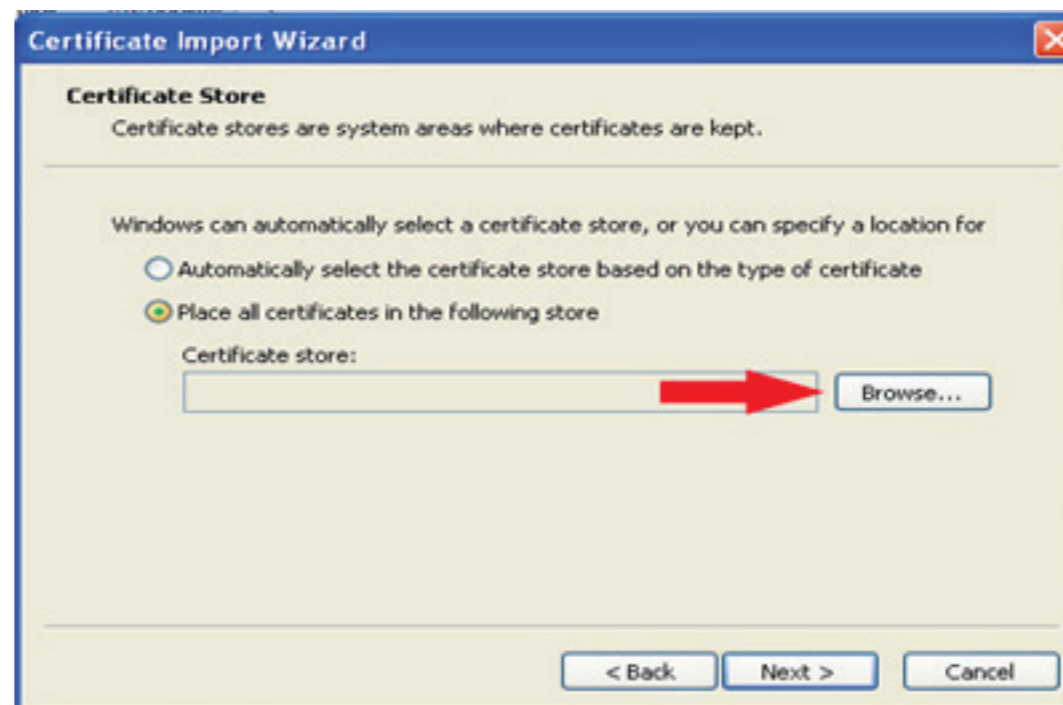 Certificate Import Wizard
Certificate Store
Certificate stores are system areas where certificates are kept.
Windows can automatically select a certificate store, or you can specify a location for
Automatically select the certificate store based on the type of certificate
Place all certificates in the following store
Certificate store:
Browse...
< Back Next > Cancel